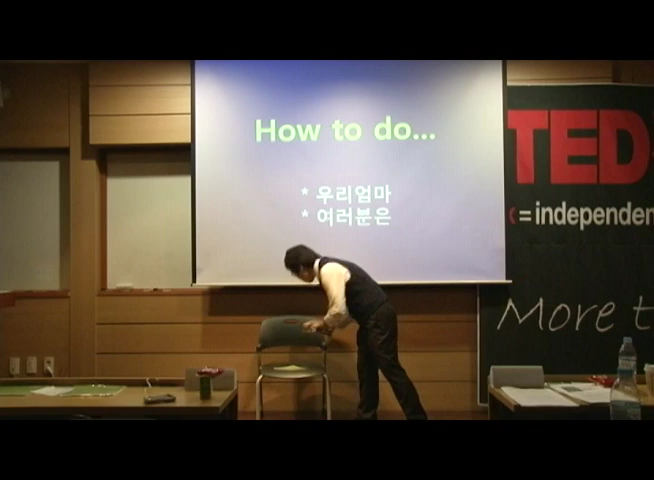 How to do...
* 우리엄마
* 여러분은
TED
x = independen
More t